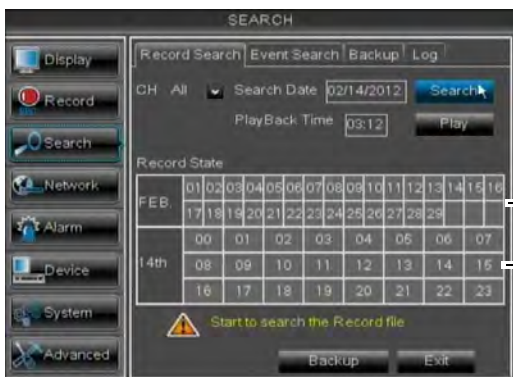 SEARCH
Display
Record
Search
Network
Alarm
Device
System
Advanced
Record Search Event Search Backup Log
CH All Search Date 02/14/2012 Search
PlayBack Time 03:12 Play
Record State
FEB. 01 02 03 04 05 06 07 08 09 10 11 12 13 14 15 16
17 18 19 20 21 22 23 24 25 26 27 28 29
14th 00 01 02 03 04 05 06 07
08 09 10 11 12 13 14 15
16 17 18 19 20 21 22 23
Start to search the Record file
Backup Exit